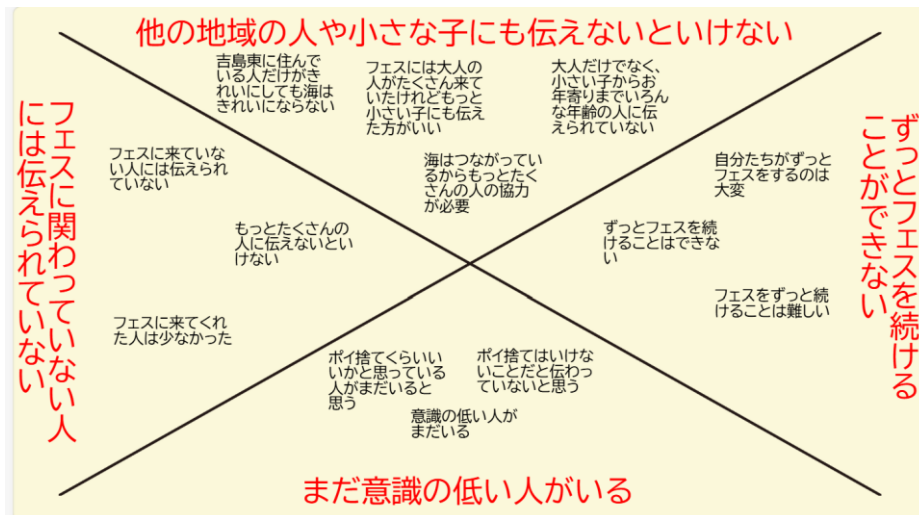 他の地域の人や小さな子にも伝えないといけない
吉島東に住んで
いる人だけがき
れいにしても海は
きれいにならない
フェスには大人の
人がたくさん来て
いたけれどもっと
小さい子にも伝え
た方がいい
大人だけでなく、
小さい子からお
年寄りまでいろん
な年齢の人に伝
えられていない
海はつながってい
るからもっとたく
さんの人の協力
が必要
フェスに関わっていない人
には伝えられていない
フェスに来ていな
い人には伝えられ
ていない
もっとたくさんの
人に伝えないとい
けない
フェスに来てくれ
た人は少なかった
ずっとフェスを続ける
ことができない
自分たちがずっと
フェスをするのは
大変
ずっとフェスを続
けることはできな
い
フェスをずっと続
けることは難しい
ポイ捨てくらいい
いかと思っている
人がまだいると
思う
ポイ捨てはいけな
いことだと伝わっ
ていないと思う
意識の低い人が
まだいる
まだ意識の低い人がいる